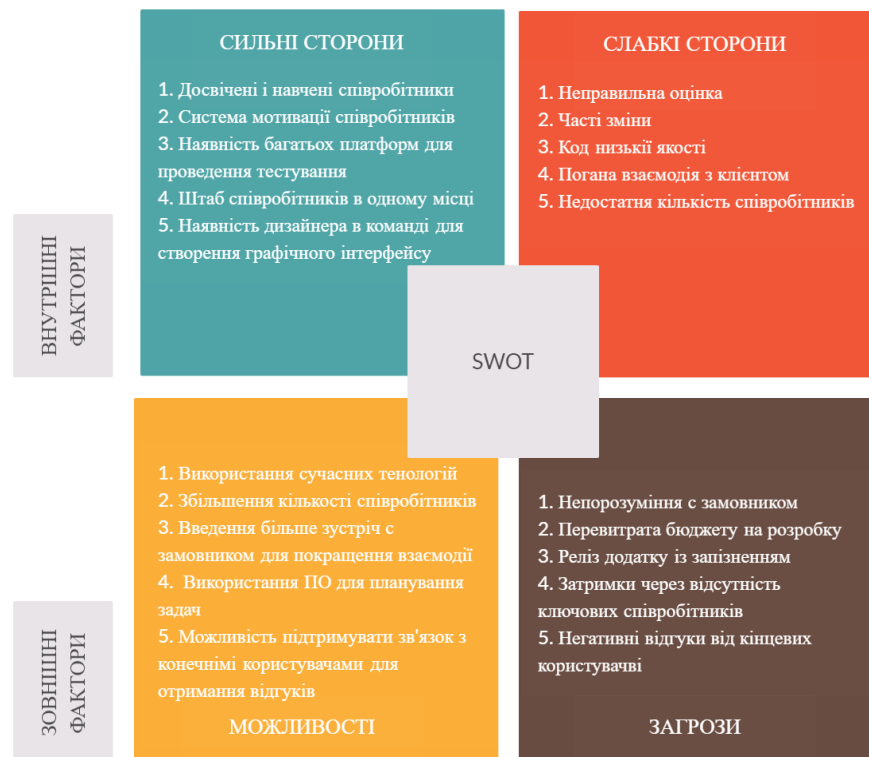 СИЛЬНІ СТОРОНИ
1. Досвічені і навчені співробітники
2. Система мотивації співробітників
3. Наявність багатьох платформ для
проведення тестування
4. Штаб співробітників в одному місці
5. Наявність дизайнера в команді для
створення графічного інтерфейсу
СЛАБКІ СТОРОНИ
1. Неправильна оцінка
2. Часті зміни
3. Код низькії якості
4. Погана взаємодія з клієнтом
5. Недостатня кількість співробітників
ВНУТРІШНІ
ФАКТОРИ
SWOT
1. Використання сучасних тенологій
2. Збільшення кількості співробітників
3. Введення більше зустріч с
замовником для покращення взаємодії
4. Використання ПО для планування
задач
5. Можливість підтримувати зв'язок з
конечнімі користувачами для
отримання відгуків
МОЖЛИВОСТІ
1. Непорозуміння с замовником
2. Перевитрата бюджету на розробку
3. Реліз додатку із запізненням
4. Затримки через відсутність
ключових співробітників
5. Негативні відгуки від кінцевих
користувачві
ЗАГРОЗИ
ЗОВНІШНІ
ФАКТОРИ